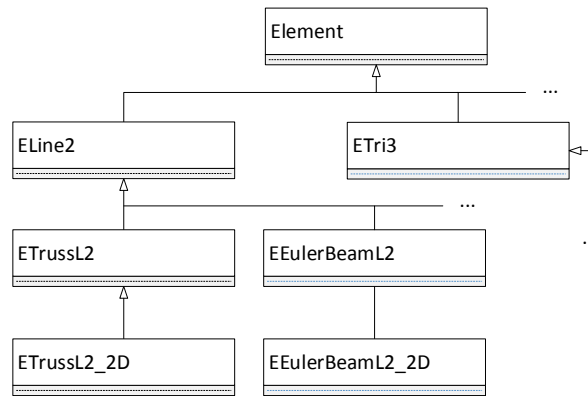 Element
...
ELine2
ETri3
...
ETrussL2
EEulerBeamL2
.
ETrussL2_2D
EEulerBeamL2_2D